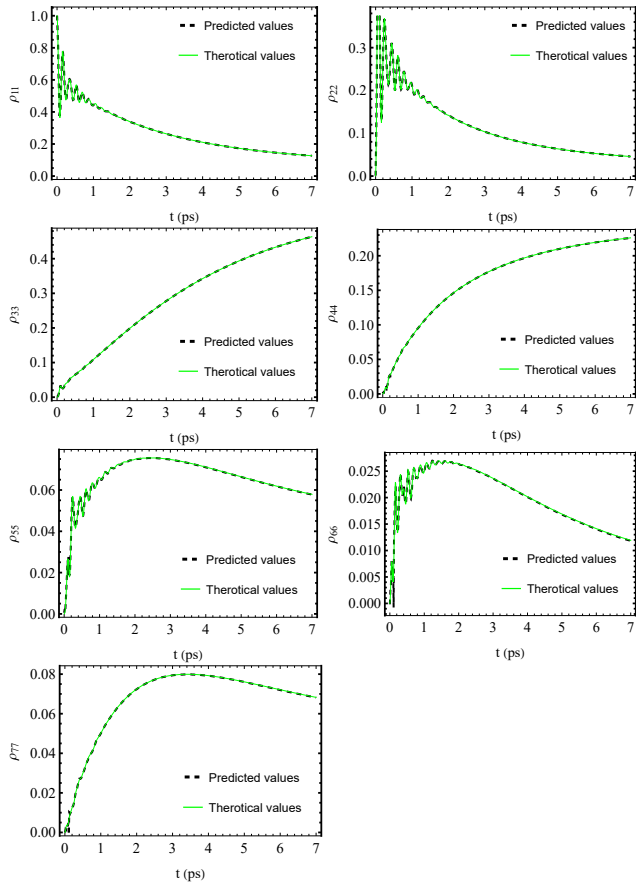 1.0
0.8
0.6
0.4
0.2
0.0
ρ11
Predicted values
Therotical values
0 1 2 3 4 5 6 7
t (ps)
0.3
0.2
0.1
0.0
ρ22
Predicted values
Therotical values
0 1 2 3 4 5 6 7
t (ps)
0.4
0.3
0.2
0.1
0.0
ρ33
Predicted values
Therotical values
0 1 2 3 4 5 6 7
t (ps)
0.20
0.15
0.10
0.05
0.00
ρ44
Predicted values
Therotical values
0 1 2 3 4 5 6 7
t (ps)
0.06
0.04
0.02
0.00
ρ55
Predicted values
Therotical values
0 1 2 3 4 5 6 7
t (ps)
0.025
0.020
0.015
0.010
0.005
0.000
ρ66
Predicted values
Therotical values
0 1 2 3 4 5 6 7
t (ps)
0.08
0.06
0.04
0.02
0.00
ρ77
Predicted values
Therotical values
0 1 2 3 4 5 6 7
t (ps)